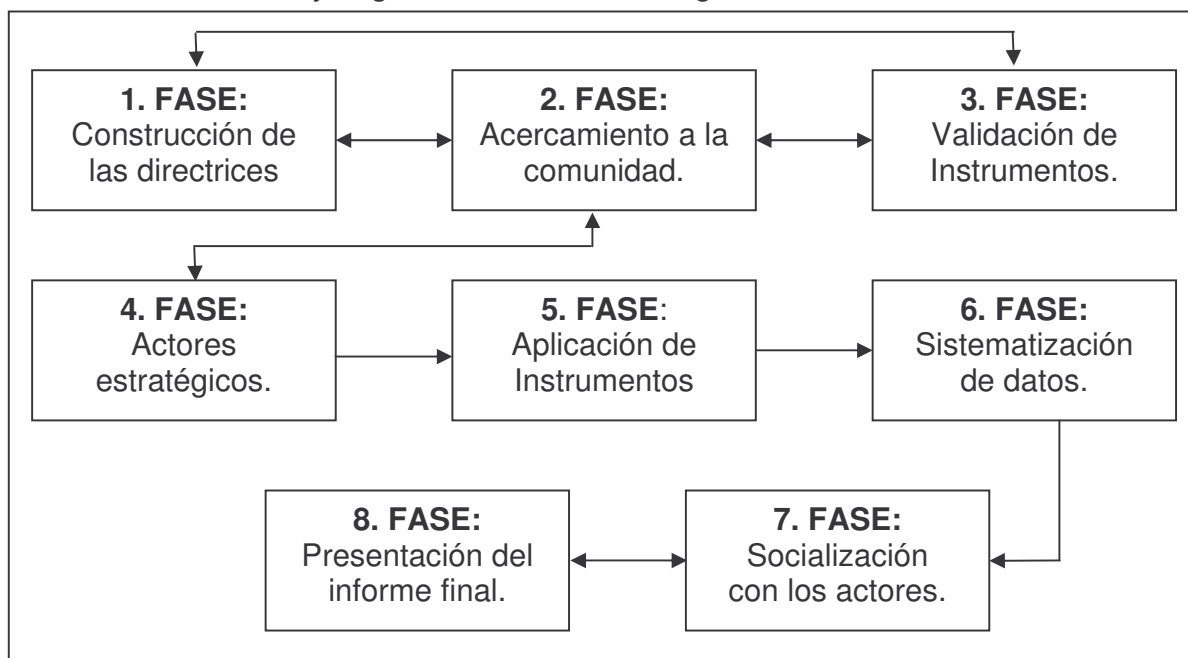 1. FASE:
Construcción de
las directrices
2. FASE:
Acercamiento a la
comunidad.
3. FASE:
Validación de
Instrumentos.
4. FASE:
Actores
estratégicos.
5. FASE:
Aplicación de
Instrumentos
6. FASE:
Sistematización
de datos.
8. FASE:
Presentación del
informe final.
7. FASE:
Socialización
con los actores.